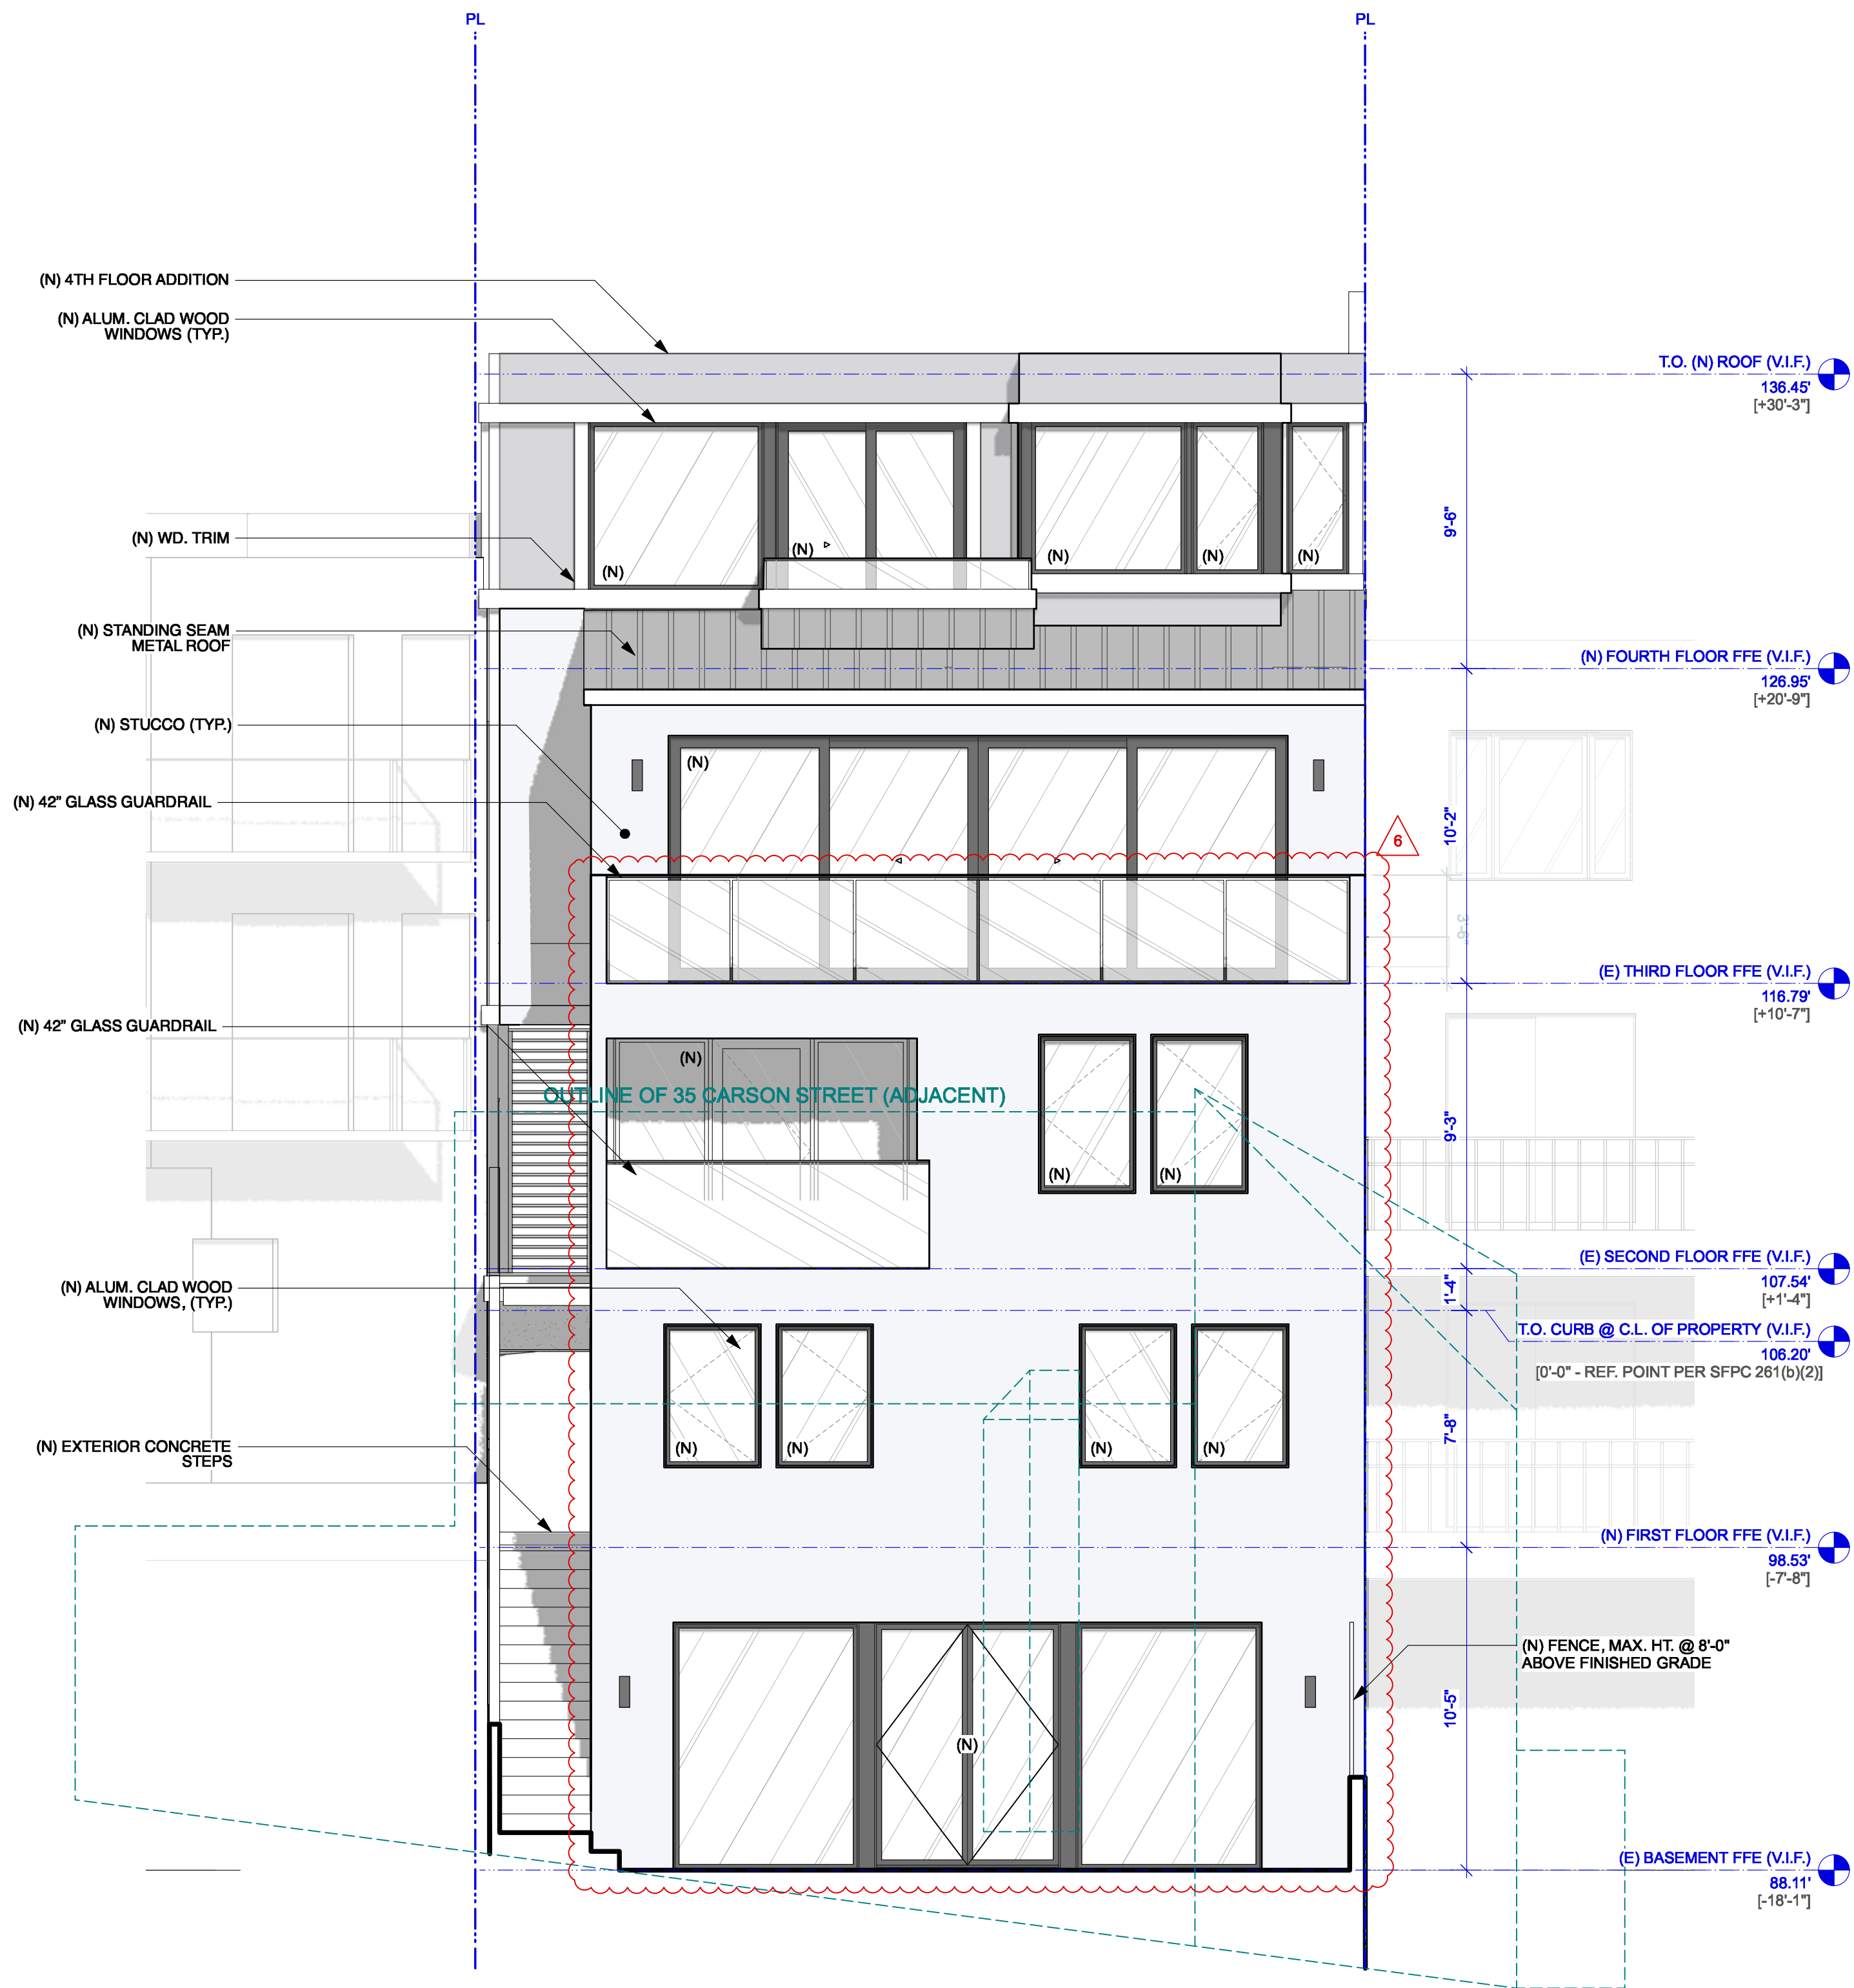 PL
PL
(N) 4TH FLOOR ADDITION
(N) ALUM. CLAD WOOD
WINDOWS (TYP.)
T.O. (N) ROOF (V.I.F.)
136.45'
[+30'-3"]
9'-6"
(N) WD. TRIM
(N)
(N)
(N)
(N)
(N)
(N) STANDING SEAM
METAL ROOF
(N) FOURTH FLOOR FFE (V.I.F.)
126.95'
[+20'-9"]
(N) STUCCO (TYP.)
(N)
(N) 42" GLASS GUARDRAIL
10'-2"
6
3'-6"
(E) THIRD FLOOR FFE (V.I.F.)
116.79'
[+10'-7"]
(N) 42" GLASS GUARDRAIL
(N)
OUTLINE OF 35 CARSON STREET (ADJACENT)
9'-3"
(N)
(N)
(E) SECOND FLOOR FFE (V.I.F.)
107.54'
[+1'-4"]
1'-4"
(N) ALUM. CLAD WOOD
WINDOWS, (TYP.)
T.O. CURB @ C.L. OF PROPERTY (V.I.F.)
106.20'
[0'-0" - REF. POINT PER SFPC 261(b)(2)]
7'-8"
(N)
(N)
(N)
(N)
(N) EXTERIOR CONCRETE
STEPS
(N) FIRST FLOOR FFE (V.I.F.)
98.53'
[-7'-8"]
(N) FENCE, MAX. HT. @ 8'-0"
ABOVE FINISHED GRADE
10'-5"
(N)
(E) BASEMENT FFE (V.I.F.)
88.11'
[-18'-1"]